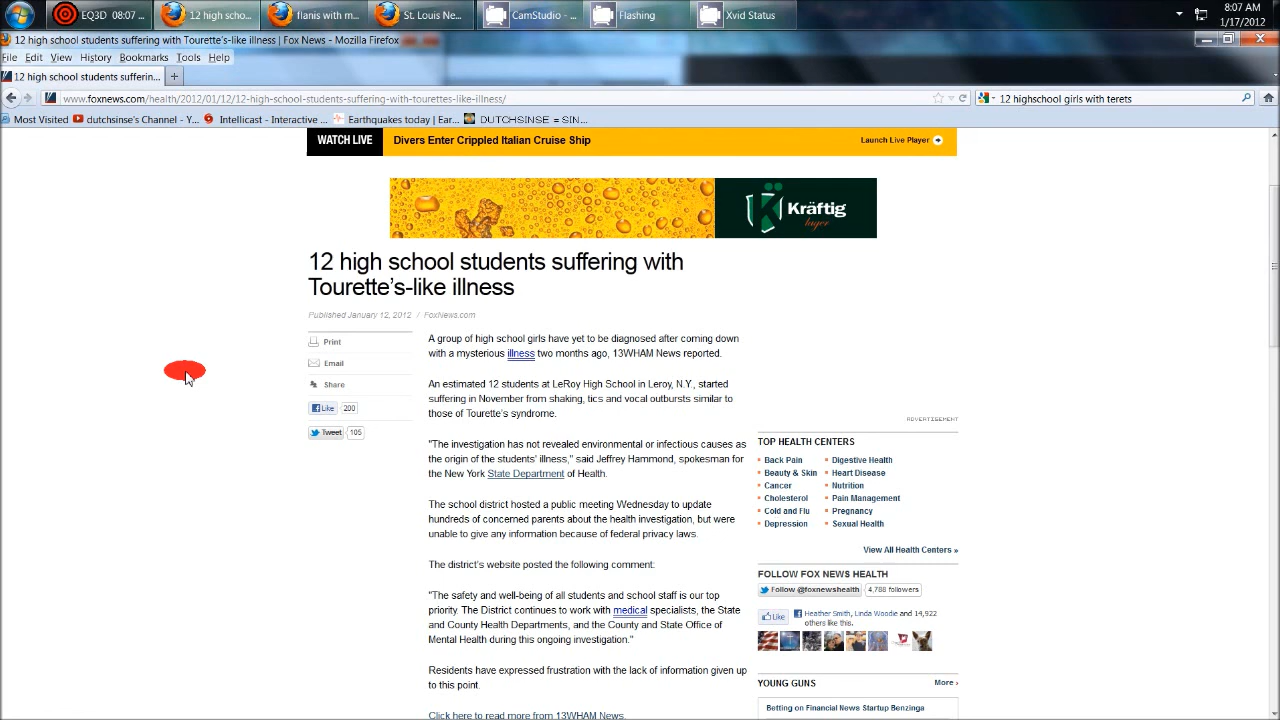 EQ3D 08:07 ...
12 high scho...
flanis with m...
St. Louis Ne...
CamStudio - ...
Flashing
Xvid Status
8:07 AM
1/17/2012
12 high school students suffering with Tourette's-like illness | Fox News - Mozilla Firefox
File Edit View History Bookmarks Tools Help
12 high school students sufferin...
www.foxnews.com/health/2012/01/12/12-high-school-students-suffering-with-tourettes-like-illness/
12 highschool girls with terets
Most Visited
dutchsinse's Channel - Y...
Intellicast - Interactive ...
Earthquakes today | Ear...
DUTCHSINSE = SIN...
WATCH LIVE
Divers Enter Crippled Italian Cruise Ship
Launch Live Player
Kräftig
lager
12 high school students suffering with
Tourette's-like illness
Published January 12, 2012 / FoxNews.com
Print
Email
Share
Like 200
Tweet 105
A group of high school girls have yet to be diagnosed after coming down
with a mysterious illness two months ago, 13WHAM News reported.
An estimated 12 students at LeRoy High School in Leroy, N.Y., started
suffering in November from shaking, tics and vocal outbursts similar to
those of Tourette's syndrome.
"The investigation has not revealed environmental or infectious causes as
the origin of the students' illness," said Jeffrey Hammond, spokesman for
the New York State Department of Health.
The school district hosted a public meeting Wednesday to update
hundreds of concerned parents about the health investigation, but were
unable to give any information because of federal privacy laws.
The district's website posted the following comment:
"The safety and well-being of all students and school staff is our top
priority. The District continues to work with medical specialists, the State
and County Health Departments, and the County and State Office of
Mental Health during this ongoing investigation."
Residents have expressed frustration with the lack of information given up
to this point.
Click here to read more from 13WHAM News.
ADVERTISEMENT
TOP HEALTH CENTERS
Back Pain
Beauty & Skin
Cancer
Cholesterol
Cold and Flu
Depression
Digestive Health
Heart Disease
Nutrition
Pain Management
Pregnancy
Sexual Health
View All Health Centers »
FOLLOW FOX NEWS HEALTH
Follow @foxnewshealth 4,788 followers
Like
Heather Smith, Linda Woodie and 14,922
others like this.
YOUNG GUNS
More ›
Betting on Financial News Startup Benzinga